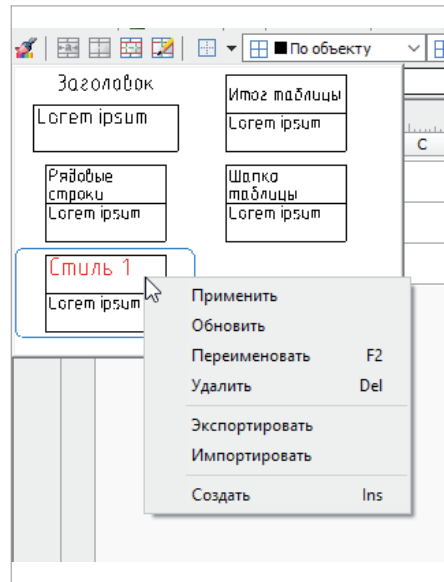 По объекту
Заголовок
Lorem ipsum
Итог таблицы
Lorem ipsum
C
Рядовые
строки
Lorem ipsum
Шапка
таблицы
Lorem ipsum
Стиль 1
Lorem ipsum
Применить
Обновить
Переименовать F2
Удалить Del
Экспортировать
Импортировать
Создать Ins